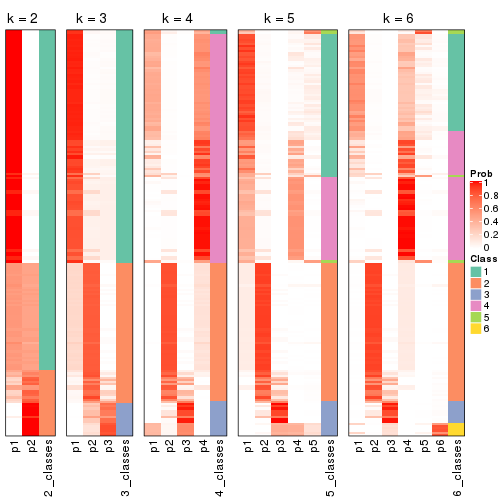 k = 2
k = 3
k = 4
k = 5
k = 6
p1
p2
2_classes
p1
p2
p3
3_classes
p1
p2
p3
p4
4_classes
p1
p2
p3
p4
p5
5_classes
p1
p2
p3
p4
p5
p6
6_classes
Prob
1
0.8
0.6
0.4
0.2
0
Class
1
2
3
4
5
6